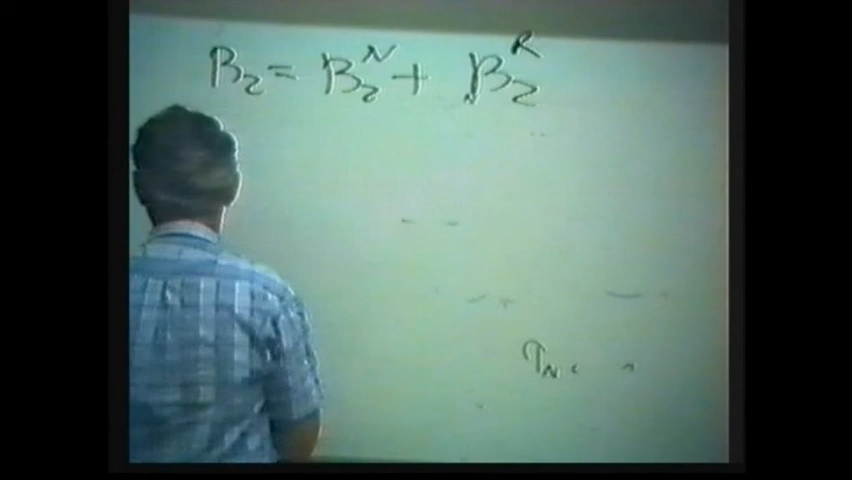 B₂ = B₂ᴺ + B₂ᴿ